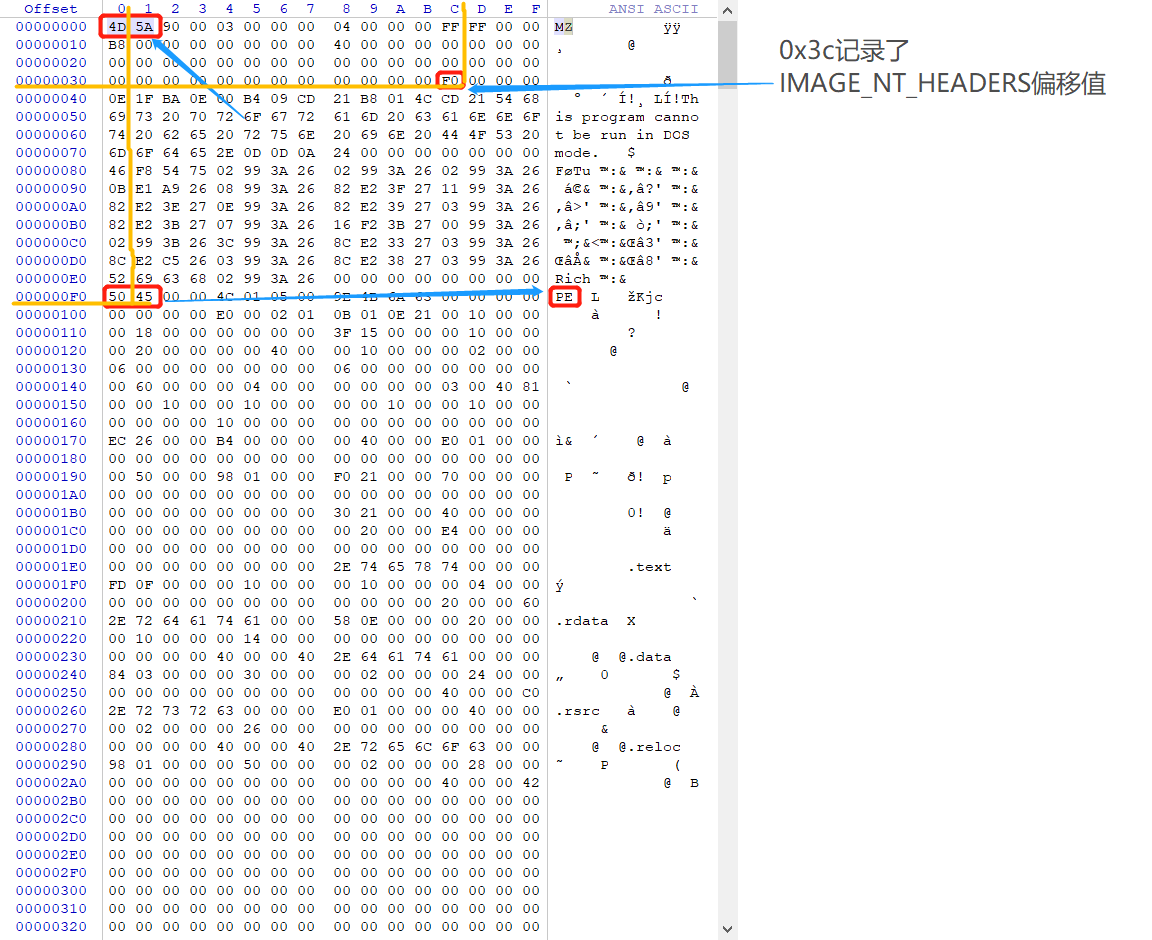 Offset 0 1 2 3 4 5 6 7 8 9 A B C D E F ANSI ASCII
00000000 4D 5A 90 00 03 00 00 00 04 00 00 00 FF FF 00 00 MZ ÿÿ
00000010 B8 00 00 00 00 00 00 00 40 00 00 00 00 00 00 00 ¸ @
00000020 00 00 00 00 00 00 00 00 00 00 00 00 00 00 00 00
00000030 00 00 00 00 00 00 00 00 00 00 00 00 F0 00 00 00 ð
00000040 0E 1F BA 0E 00 B4 09 CD 21 B8 01 4C CD 21 54 68 º ´ Í!¸ LÍ!Th
00000050 69 73 20 70 72 6F 67 72 61 6D 20 63 61 6E 6E 6F is program canno
00000060 74 20 62 65 20 72 75 6E 20 69 6E 20 44 4F 53 20 t be run in DOS
00000070 6D 6F 64 65 2E 0D 0D 0A 24 00 00 00 00 00 00 00 mode. $
00000080 46 F8 54 75 02 99 3A 26 02 99 3A 26 02 99 3A 26 FøTu ™:& ™:& ™:&
00000090 0B E1 A9 26 08 99 3A 26 82 E2 3F 27 11 99 3A 26 á©& ™:&‚â?' ™:&
000000A0 82 E2 3E 27 0E 99 3A 26 82 E2 39 27 03 99 3A 26 ‚â>' ™:&‚â9' ™:&
000000B0 82 E2 3B 27 07 99 3A 26 16 F2 3B 27 00 99 3A 26 ‚â;' ™:& ò;' ™:&
000000C0 02 99 3B 26 3C 99 3A 26 8C E2 33 27 03 99 3A 26 ™;&<™:&Œâ3' ™:&
000000D0 8C E2 C5 26 03 99 3A 26 8C E2 38 27 03 99 3A 26 ŒâÅ& ™:&Œâ8' ™:&
000000E0 52 69 63 68 02 99 3A 26 00 00 00 00 00 00 00 00 Rich ™:&
000000F0 50 45 00 00 4C 01 05 00 9E 4B 6A 63 00 00 00 00 PE L žKjc
00000100 00 00 00 00 E0 00 02 01 0B 01 0E 21 00 10 00 00 à !
00000110 00 18 00 00 00 00 00 00 3F 15 00 00 00 10 00 00 ?
00000120 00 20 00 00 00 00 40 00 00 10 00 00 00 02 00 00 @
00000130 06 00 00 00 00 00 00 00 06 00 00 00 00 00 00 00
00000140 00 60 00 00 00 04 00 00 00 00 00 00 03 00 40 81 ` @
00000150 00 00 10 00 00 10 00 00 00 00 10 00 00 10 00 00
00000160 00 00 00 00 10 00 00 00 00 00 00 00 00 00 00 00
00000170 EC 26 00 00 B4 00 00 00 00 40 00 00 E0 01 00 00 ì& ´ @ à
00000180 00 00 00 00 00 00 00 00 00 00 00 00 00 00 00 00
00000190 00 50 00 00 98 01 00 00 F0 21 00 00 70 00 00 00 P ˜ ð! p
000001A0 00 00 00 00 00 00 00 00 00 00 00 00 00 00 00 00
000001B0 00 00 00 00 00 00 00 00 30 21 00 00 40 00 00 00 0! @
000001C0 00 00 00 00 00 00 00 00 00 20 00 00 E4 00 00 00 ä
000001D0 00 00 00 00 00 00 00 00 00 00 00 00 00 00 00 00
000001E0 00 00 00 00 00 00 00 00 2E 74 65 78 74 00 00 00 .text
000001F0 FD 0F 00 00 00 10 00 00 00 10 00 00 00 04 00 00 ý
00000200 00 00 00 00 00 00 00 00 00 00 00 00 20 00 00 60 `
00000210 2E 72 64 61 74 61 00 00 58 0E 00 00 00 20 00 00 .rdata X
00000220 00 10 00 00 00 14 00 00 00 00 00 00 00 00 00 00
00000230 00 00 00 00 40 00 00 40 2E 64 61 74 61 00 00 00 @ @.data
00000240 84 03 00 00 00 30 00 00 00 02 00 00 00 24 00 00 „ 0 $
00000250 00 00 00 00 00 00 00 00 00 00 00 00 40 00 00 C0 @ À
00000260 2E 72 73 72 63 00 00 00 E0 01 00 00 00 40 00 00 .rsrc à @
00000270 00 02 00 00 00 26 00 00 00 00 00 00 00 00 00 00 &
00000280 00 00 00 00 40 00 00 40 2E 72 65 6C 6F 63 00 00 @ @.reloc
00000290 98 01 00 00 00 50 00 00 00 02 00 00 00 28 00 00 ˜ P (
000002A0 00 00 00 00 00 00 00 00 00 00 00 00 40 00 00 42 @ B
000002B0 00 00 00 00 00 00 00 00 00 00 00 00 00 00 00 00
000002C0 00 00 00 00 00 00 00 00 00 00 00 00 00 00 00 00
000002D0 00 00 00 00 00 00 00 00 00 00 00 00 00 00 00 00
000002E0 00 00 00 00 00 00 00 00 00 00 00 00 00 00 00 00
000002F0 00 00 00 00 00 00 00 00 00 00 00 00 00 00 00 00
00000300 00 00 00 00 00 00 00 00 00 00 00 00 00 00 00 00
00000310 00 00 00 00 00 00 00 00 00 00 00 00 00 00 00 00
00000320 00 00 00 00 00 00 00 00 00 00 00 00 00 00 00 00
0x3c记录了
IMAGE_NT_HEADERS偏移值